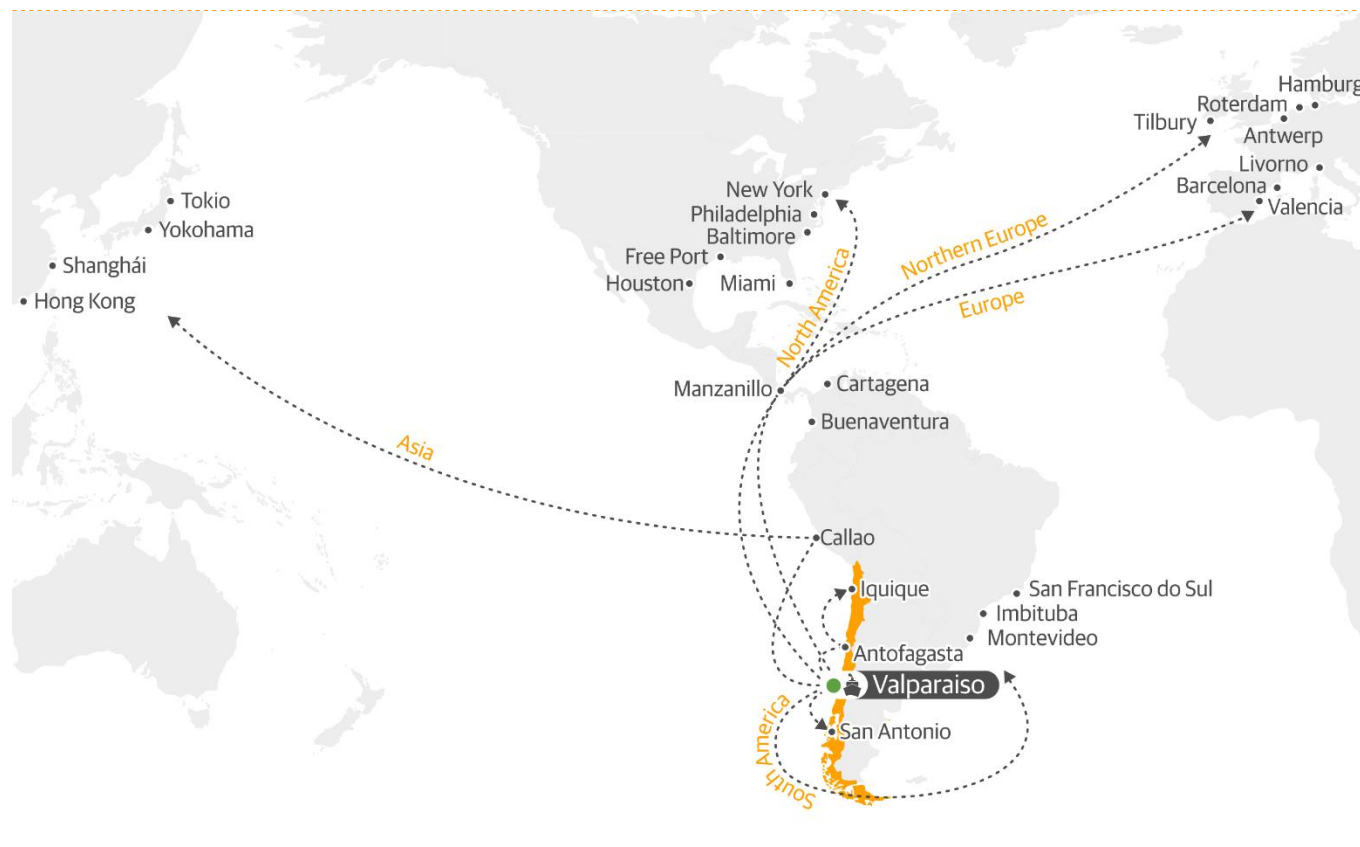 Hamburg
Roterdam
Tilbury
Antwerp
Livorno
Barcelona
Valencia
New York
Philadelphia
Baltimore
Free Port
Houston
Miami
Tokio
Yokohama
Shanghái
Hong Kong
Northern Europe
Europe
North America
Manzanillo
Cartagena
Buenaventura
Asia
Callao
Iquique
San Francisco do Sul
Imbituba
Montevideo
Antofagasta
Valparaiso
San Antonio
South America